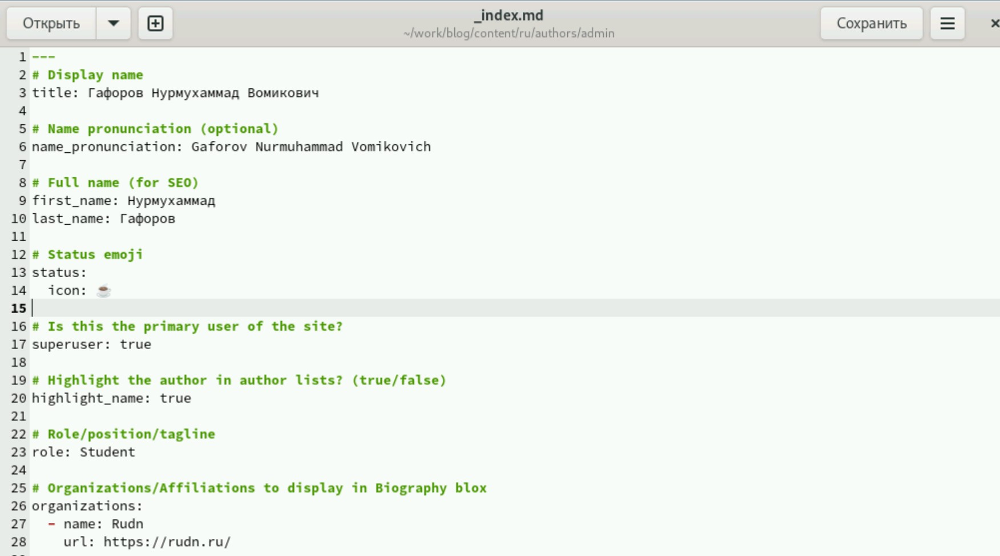 Открыть
_index.md
~/work/blog/content/ru/authors/admin
Сохранить
1 ---
2 # Display name
3 title: Гафоров Нурмухаммад Вомикович
4
5 # Name pronunciation (optional)
6 name_pronunciation: Gaforov Nurmuhammad Vomikovich
7
8 # Full name (for SEO)
9 first_name: Нурмухаммад
10 last_name: Гафоров
11
12 # Status emoji
13 status:
14   icon: ☕
15
16 # Is this the primary user of the site?
17 superuser: true
18
19 # Highlight the author in author lists? (true/false)
20 highlight_name: true
21
22 # Role/position/tagline
23 role: Student
24
25 # Organizations/Affiliations to display in Biography blox
26 organizations:
27   - name: Rudn
28     url: https://rudn.ru/